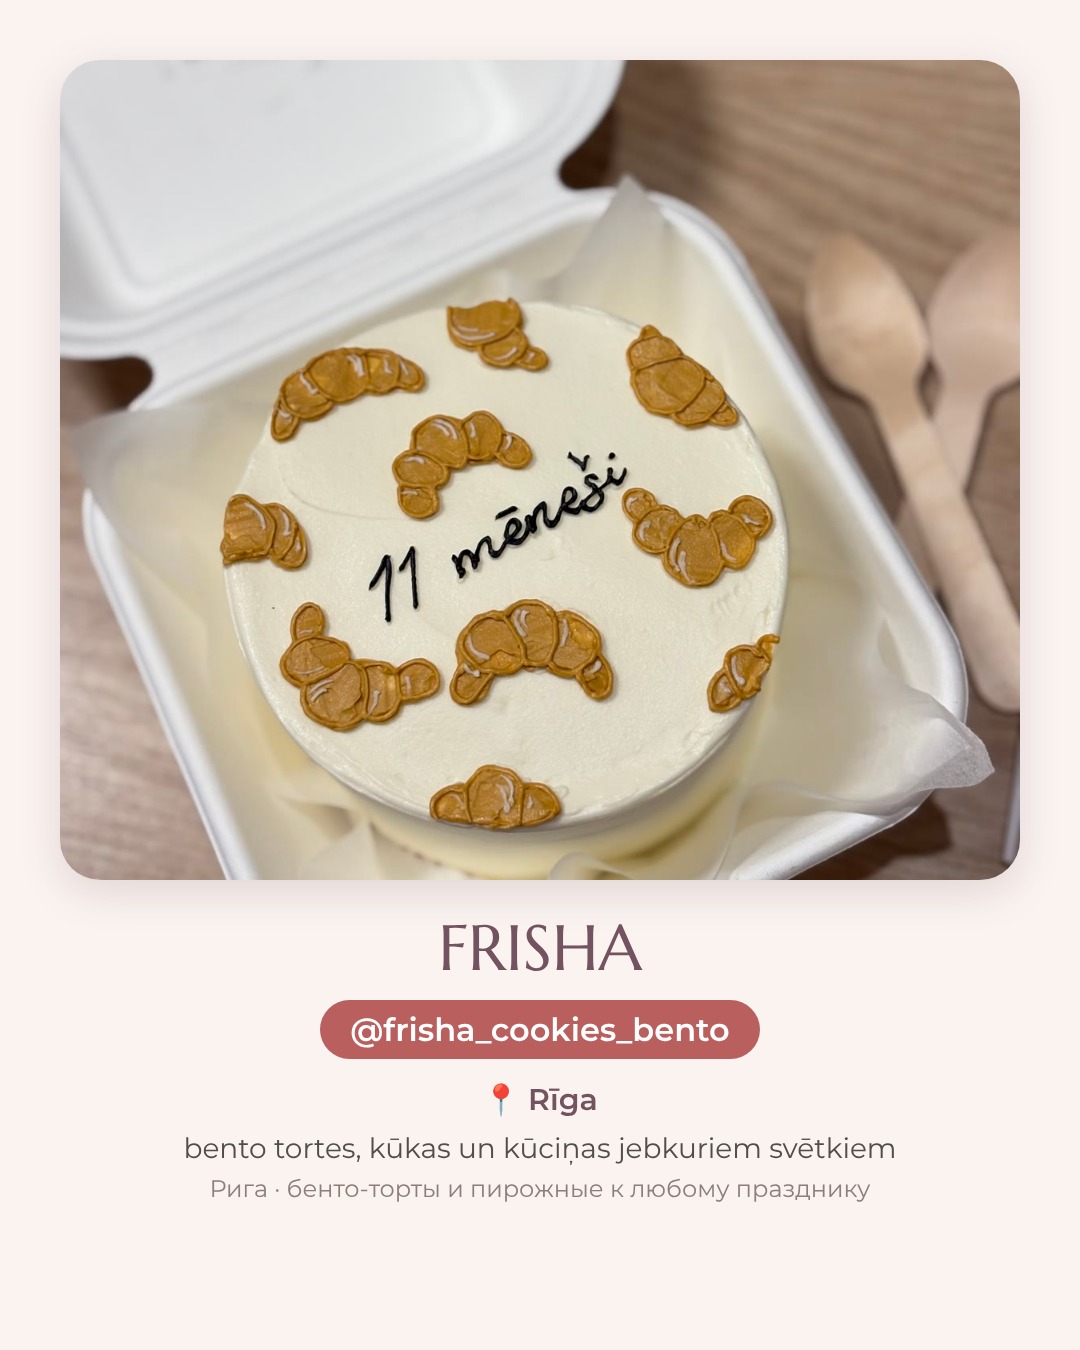 11 mēneši
FRISHA
@frisha_cookies_bento
📍 Rīga
bento tortes, kūkas un kūciņas jebkuriem svētkiem
Рига · бенто-торты и пирожные к любому празднику